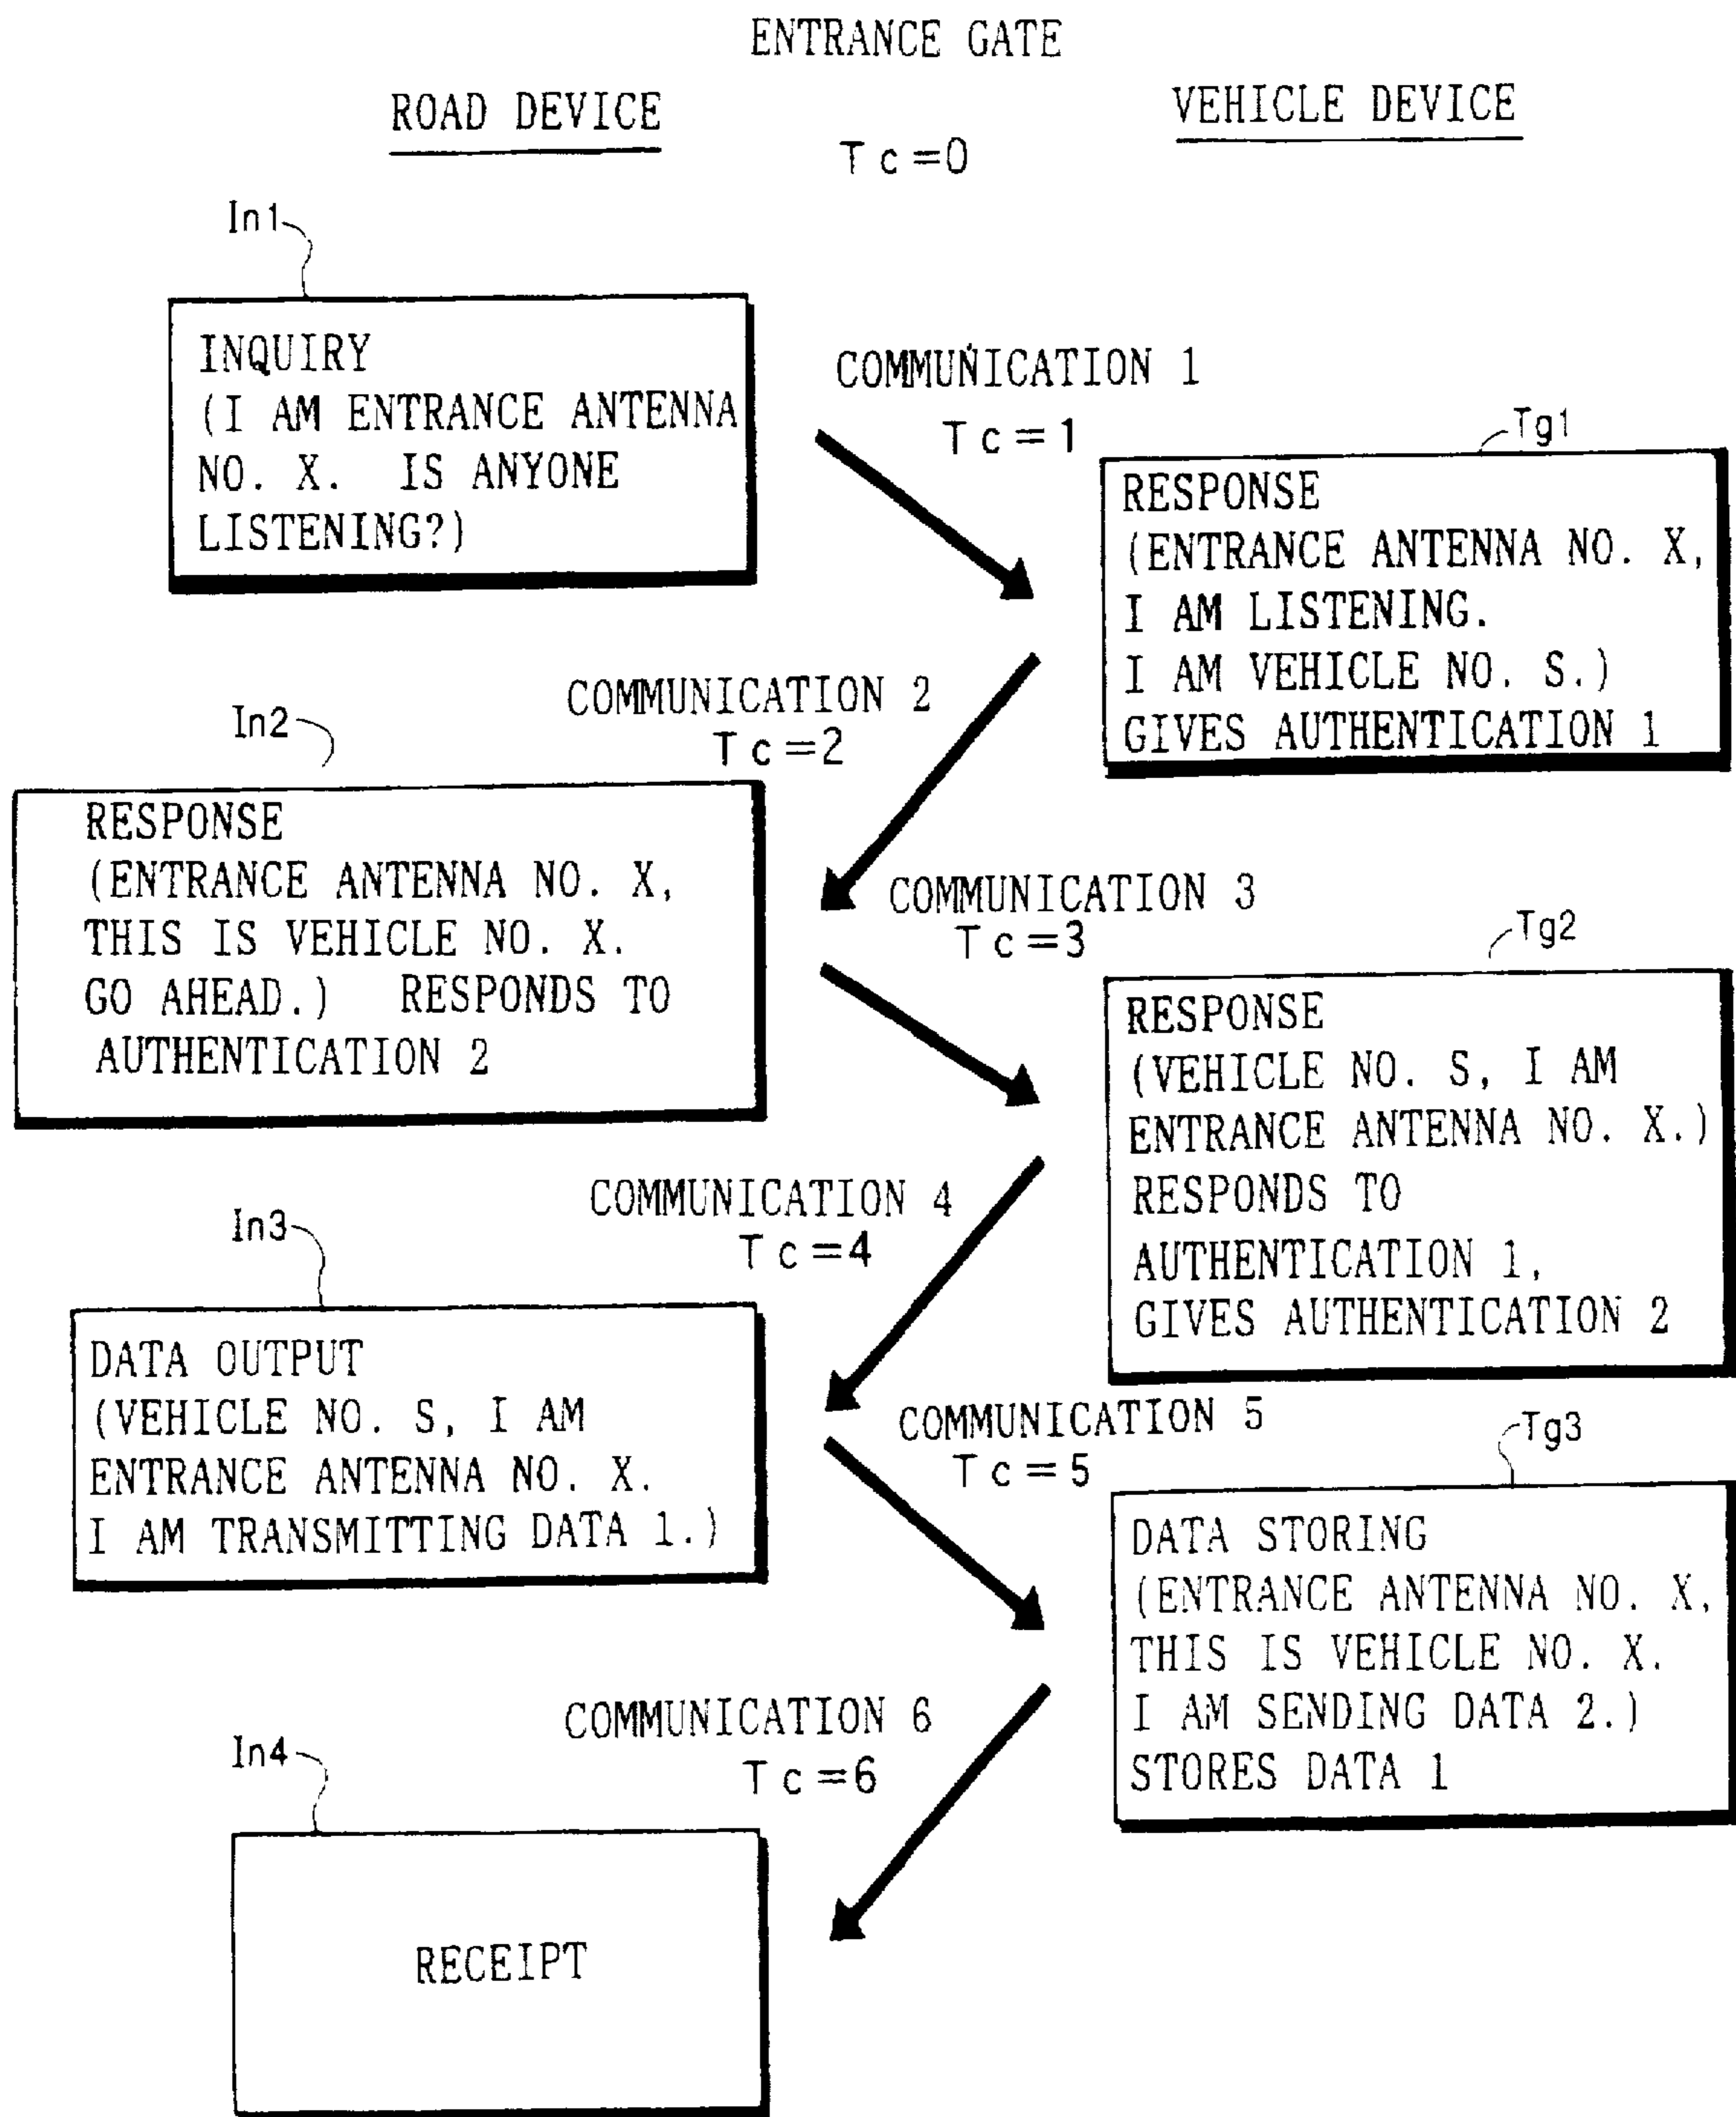 ENTRANCE GATE
ROAD DEVICE
VEHICLE DEVICE
Tc=0
In1
INQUIRY
(I AM ENTRANCE ANTENNA
NO. X. IS ANYONE
LISTENING?)
COMMUNICATION 1
Tc=1
Tg1
RESPONSE
(ENTRANCE ANTENNA NO. X,
I AM LISTENING.
I AM VEHICLE NO. S.)
GIVES AUTHENTICATION 1
COMMUNICATION 2
Tc=2
In2
RESPONSE
(ENTRANCE ANTENNA NO. X,
THIS IS VEHICLE NO. X.
GO AHEAD.) RESPONDS TO
AUTHENTICATION 2
COMMUNICATION 3
Tc=3
Tg2
RESPONSE
(VEHICLE NO. S, I AM
ENTRANCE ANTENNA NO. X.)
RESPONDS TO
AUTHENTICATION 1,
GIVES AUTHENTICATION 2
COMMUNICATION 4
Tc=4
In3
DATA OUTPUT
(VEHICLE NO. S, I AM
ENTRANCE ANTENNA NO. X.
I AM TRANSMITTING DATA 1.)
COMMUNICATION 5
Tc=5
Tg3
DATA STORING
(ENTRANCE ANTENNA NO. X,
THIS IS VEHICLE NO. X.
I AM SENDING DATA 2.)
STORES DATA 1
COMMUNICATION 6
Tc=6
In4
RECEIPT